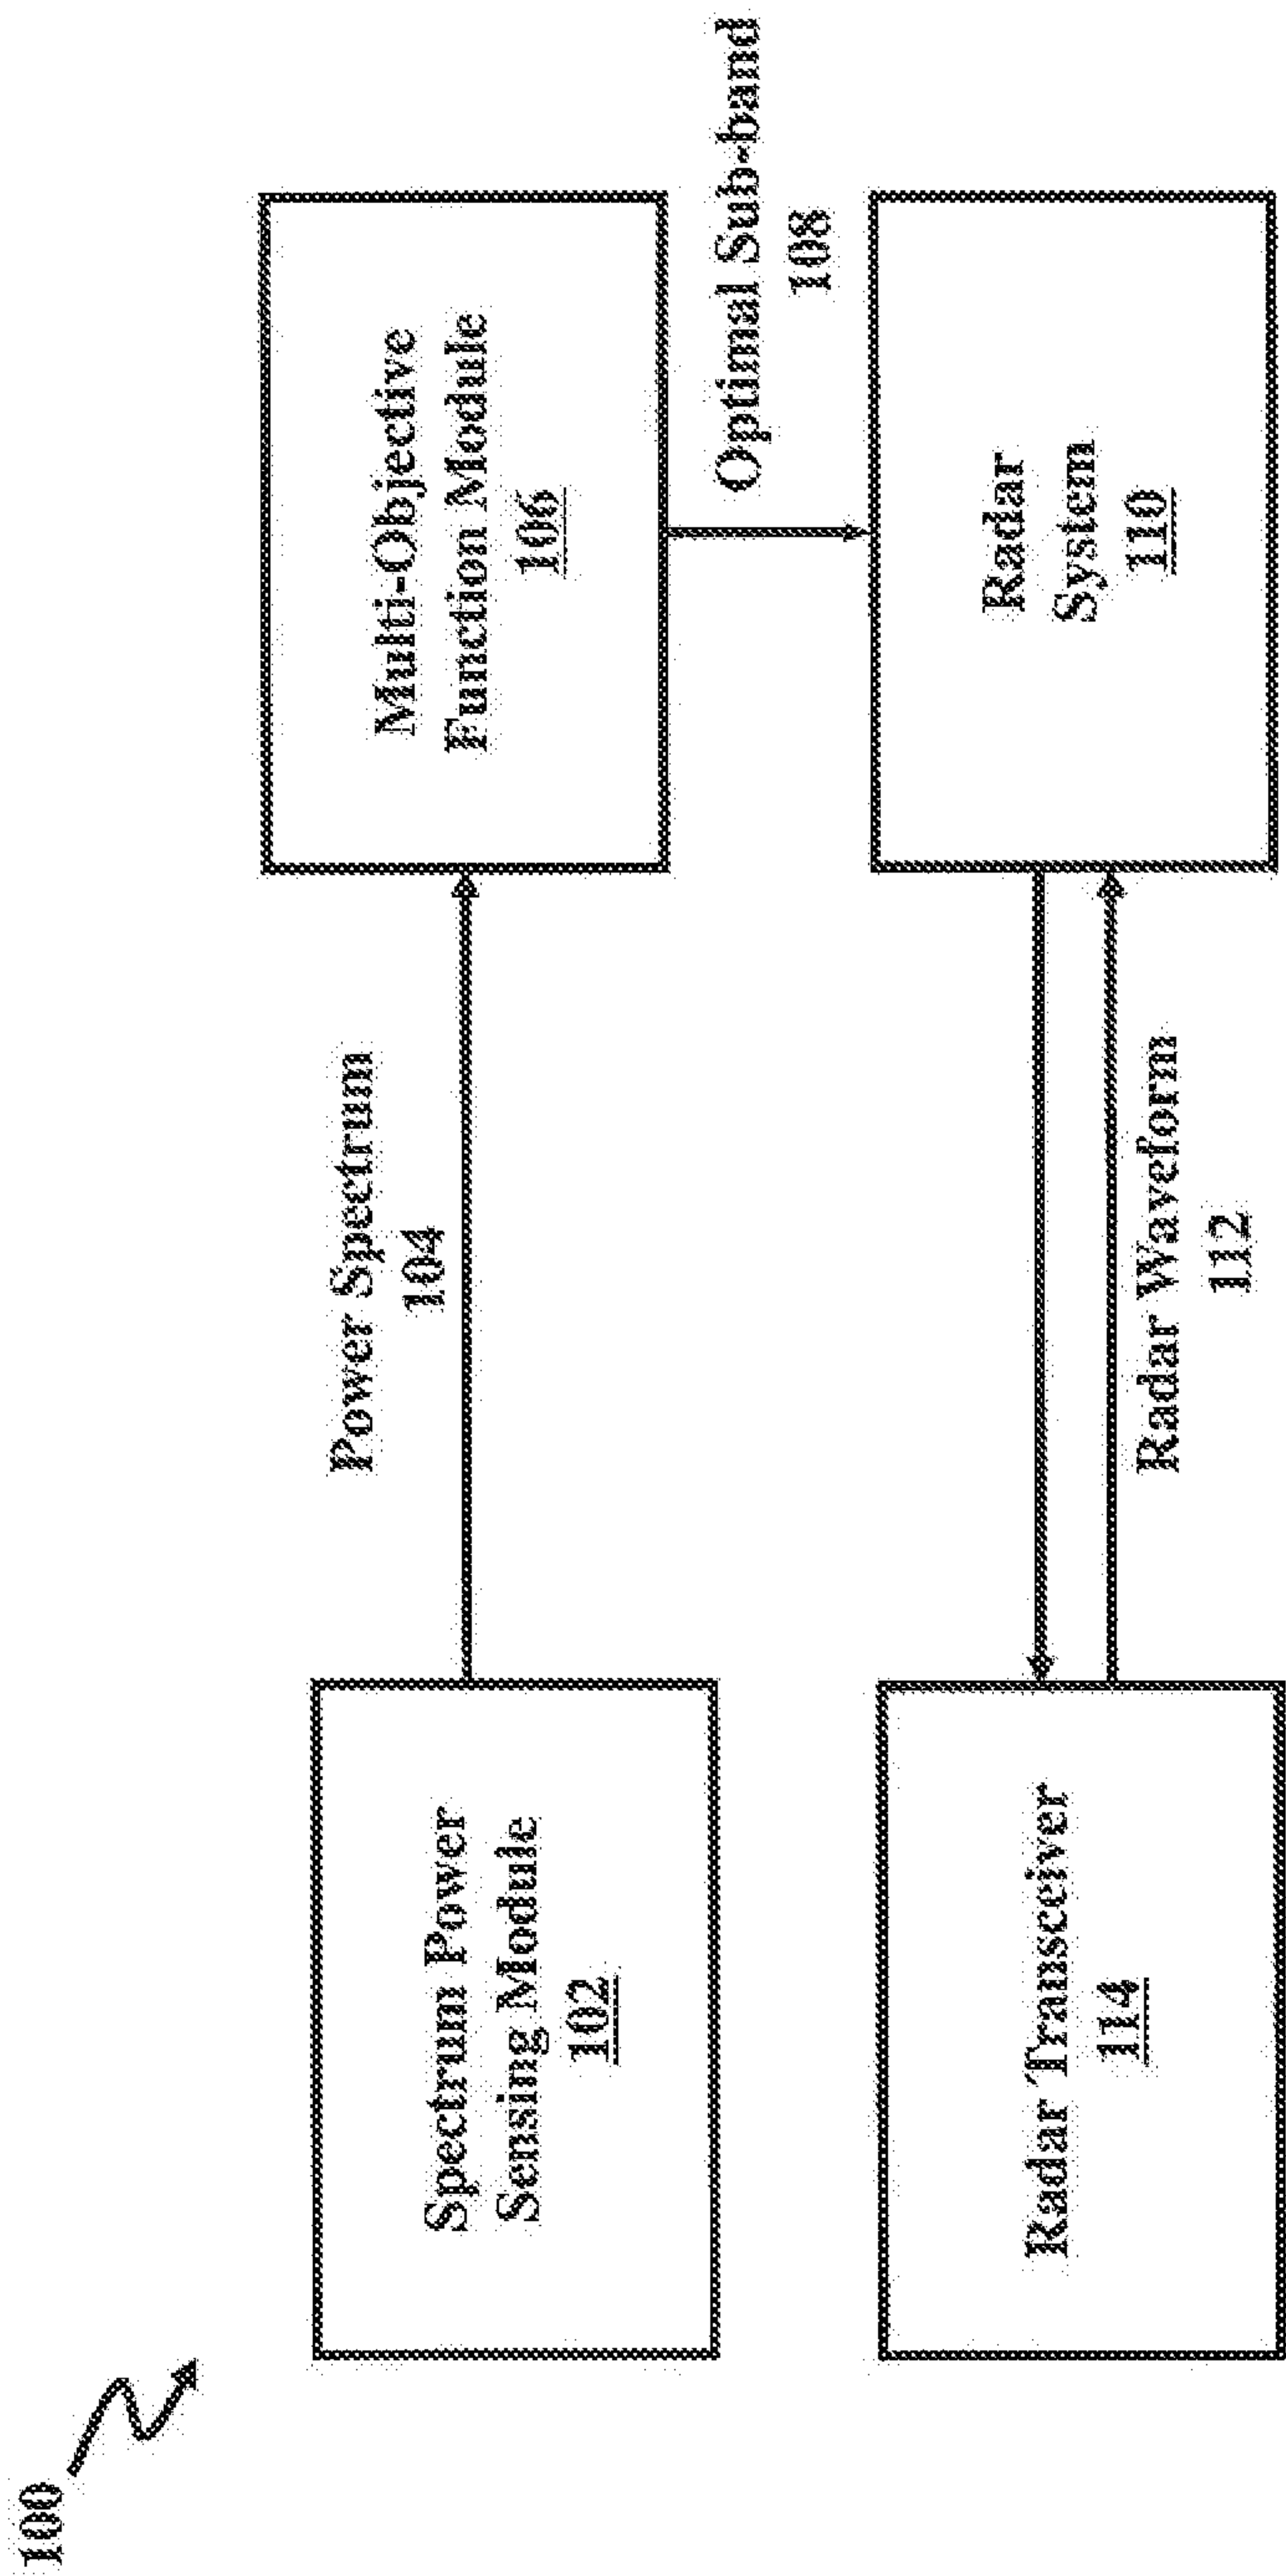 100
Spectrum Power
Sensing Module
102
Power Spectrum
104
Multi-Objective
Function Module
106
Optimal Sub-band
108
Radar Transceiver
114
Radar Waveform
112
Radar
System
110